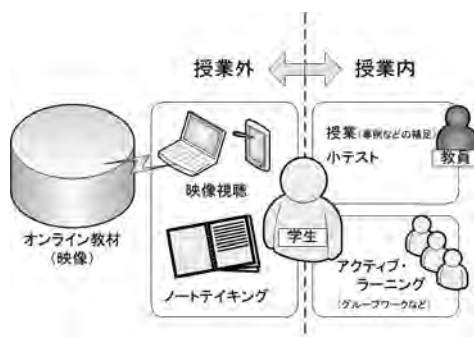 授業外
授業内
オンライン教材
(映像)
映像視聴
ノートテイキング
学生
授業(事例などの補足)
小テスト
教員
アクティブ・
ラーニング
(グループワークなど)